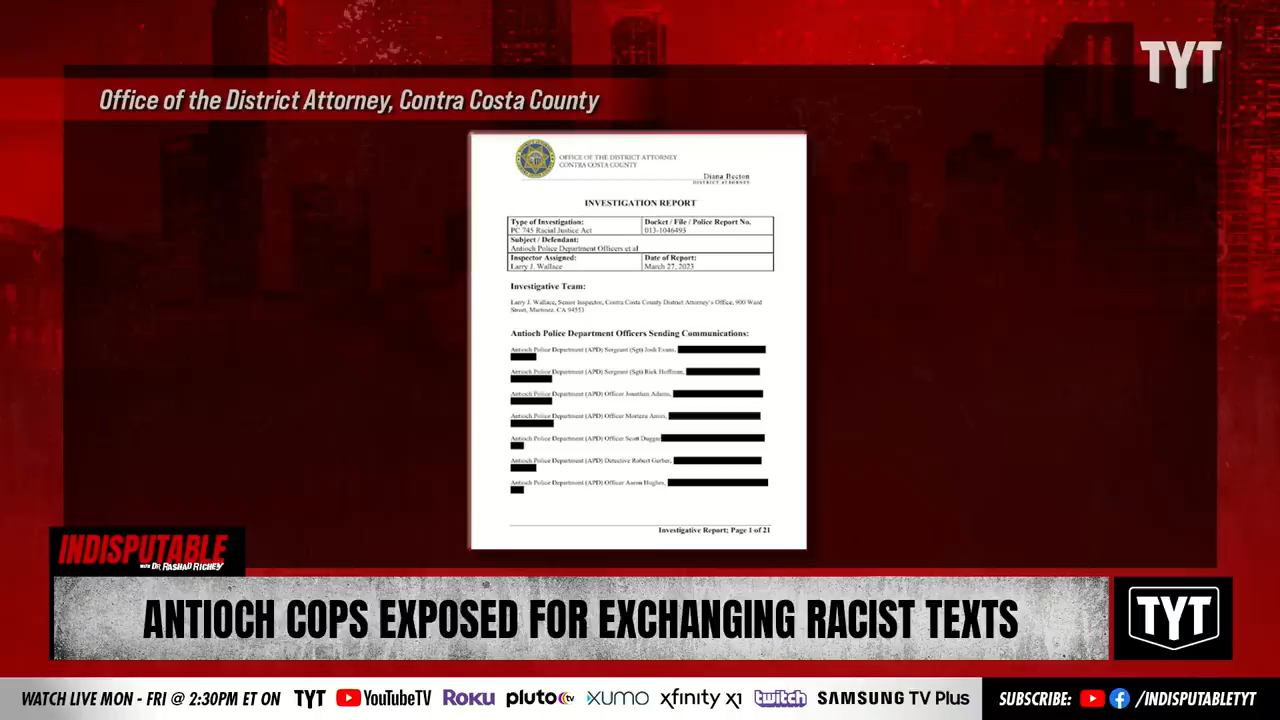 TYT
Office of the District Attorney, Contra Costa County
OFFICE OF THE DISTRICT ATTORNEY
CONTRA COSTA COUNTY
Diana Becton
DISTRICT ATTORNEY
INVESTIGATION REPORT
Type of Investigation: Docket / File / Police Report No.
PC 745 Racial Justice Act 013-1046493
Subject / Defendant:
Antioch Police Department Officers et al
Inspector Assigned: Date of Report:
Larry J. Wallace March 27, 2023
Investigative Team:
Larry J. Wallace, Senior Inspector, Contra Costa County District Attorney's Office, 900 Ward
Street, Martinez, CA 94553
Antioch Police Department Officers Sending Communications:
Antioch Police Department (APD) Sergeant (Sgt) Josh Evans,
Antioch Police Department (APD) Sergeant (Sgt) Rick Hoffman,
Antioch Police Department (APD) Officer Jonathan Adams,
Antioch Police Department (APD) Officer Morteza Amiri,
Antioch Police Department (APD) Officer Scott Duggar
Antioch Police Department (APD) Detective Robert Gerber,
Antioch Police Department (APD) Officer Aaron Hughes,
Investigative Report; Page 1 of 21
INDISPUTABLE
WITH DR. RASHAD RICHEY
ANTIOCH COPS EXPOSED FOR EXCHANGING RACIST TEXTS
TYT
WATCH LIVE MON - FRI @ 2:30PM ET ON TYT YouTubeTV ROKU pluto tv xumo xfinity X1 twitch SAMSUNG TV Plus SUBSCRIBE: /INDISPUTABLETYT